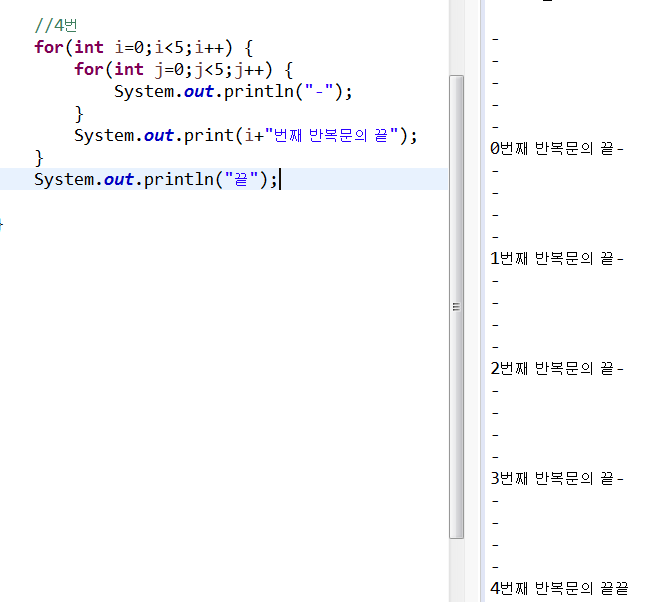 //4번
for(int i=0;i<5;i++) {
for(int j=0;j<5;j++) {
System.out.println("-");
}
System.out.print(i+"번째 반복문의 끝");
}
System.out.println("끝");
-
-
-
-
-
0번째 반복문의 끝-
-
-
-
-
1번째 반복문의 끝-
-
-
-
-
2번째 반복문의 끝-
-
-
-
-
3번째 반복문의 끝-
-
-
-
-
4번째 반복문의 끝끝